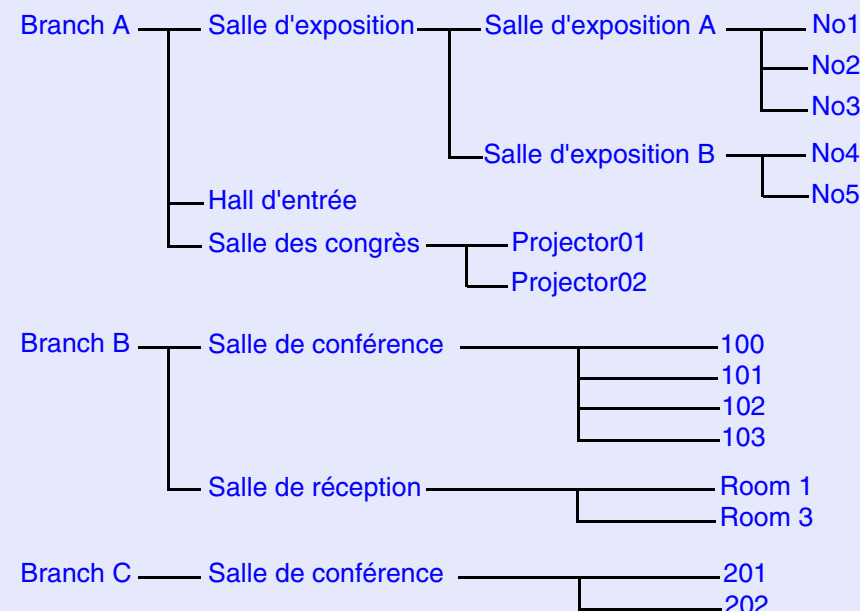 Branch A Salle d'exposition Salle d'exposition A No1
No2
No3
Salle d'exposition B No4
No5
Hall d'entrée
Salle des congrès Projector01
Projector02
Branch B Salle de conférence 100
101
102
103
Salle de réception Room 1
Room 3
Branch C Salle de conférence 201
202